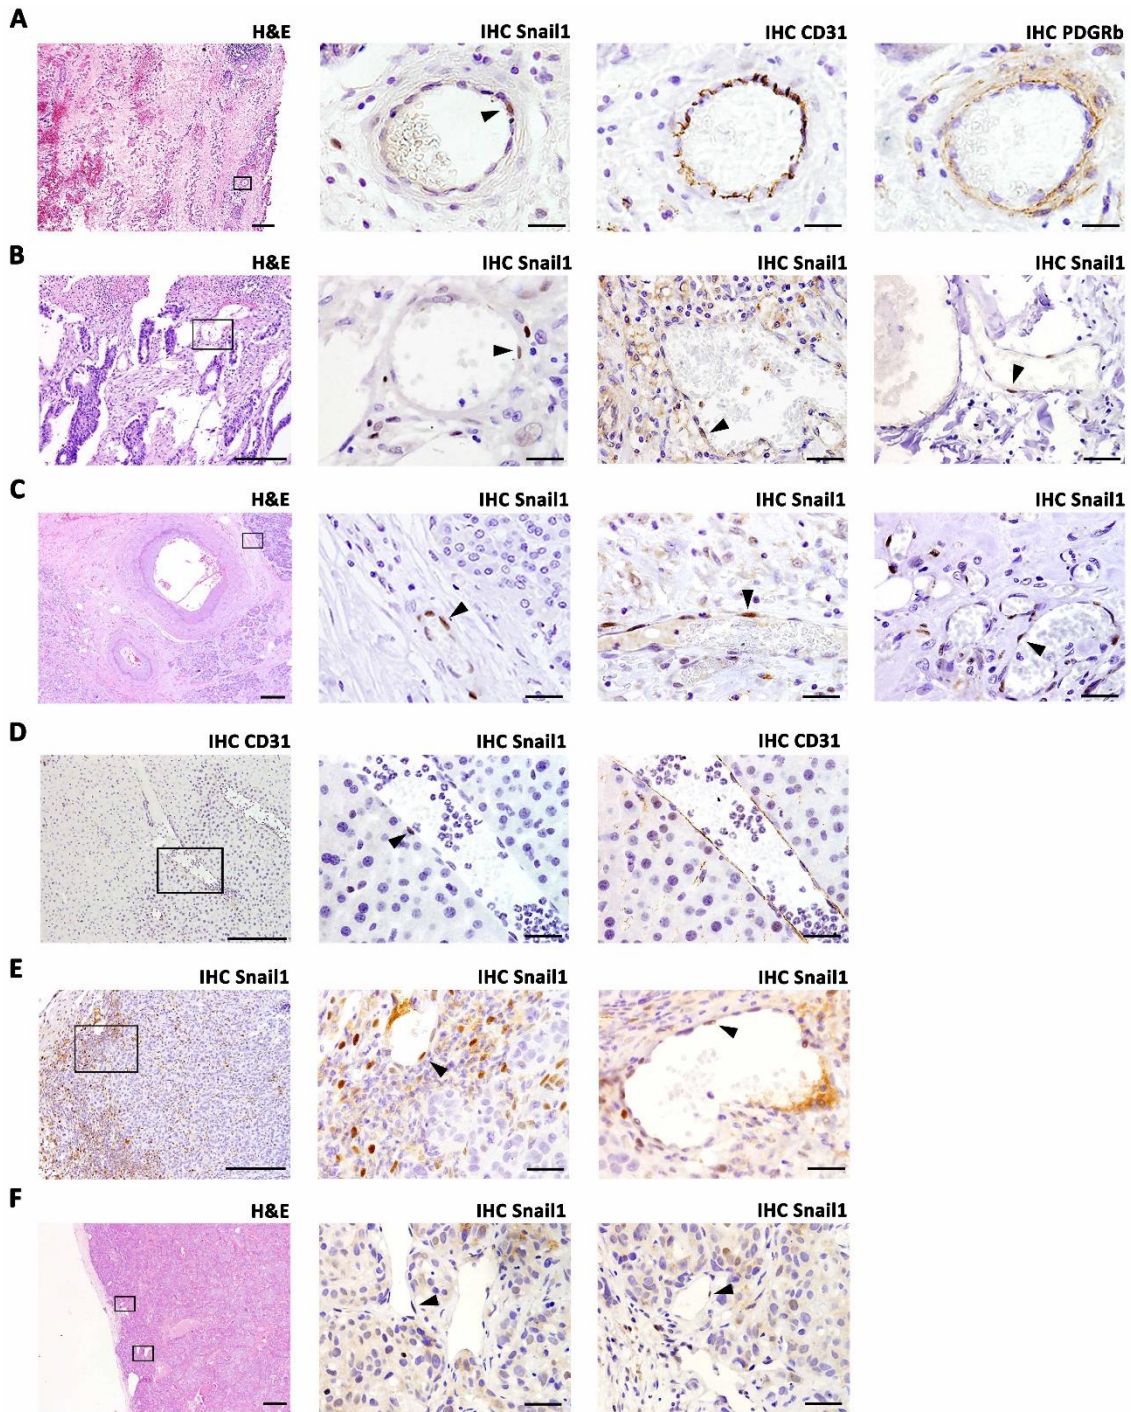 A
H&E IHC Snail1 IHC CD31 IHC PDGRb
B
H&E IHC Snail1 IHC Snail1 IHC Snail1
C
H&E IHC Snail1 IHC Snail1 IHC Snail1
D
IHC CD31 IHC Snail1 IHC CD31
E
IHC Snail1 IHC Snail1 IHC Snail1
F
H&E IHC Snail1 IHC Snail1